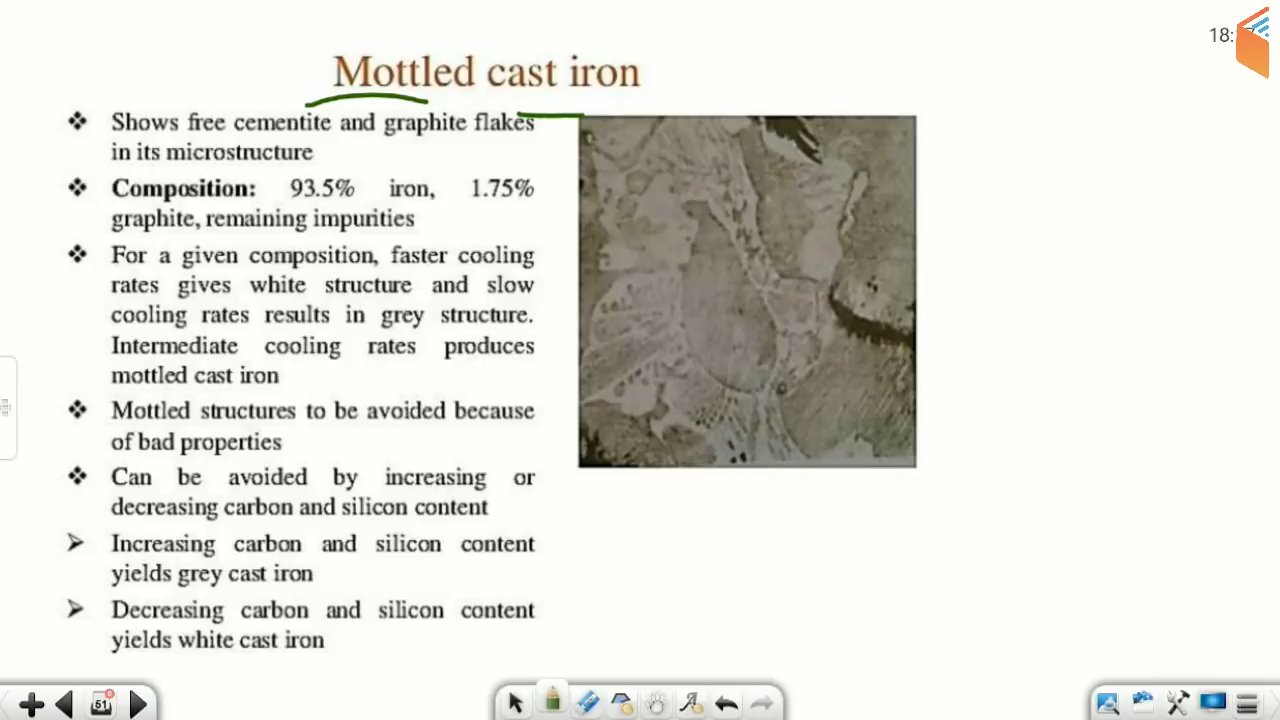 18:
Mottled cast iron
❖ Shows free cementite and graphite flakes
in its microstructure
❖ Composition: 93.5% iron, 1.75%
graphite, remaining impurities
❖ For a given composition, faster cooling
rates gives white structure and slow
cooling rates results in grey structure.
Intermediate cooling rates produces
mottled cast iron
❖ Mottled structures to be avoided because
of bad properties
❖ Can be avoided by increasing or
decreasing carbon and silicon content
➢ Increasing carbon and silicon content
yields grey cast iron
➢ Decreasing carbon and silicon content
yields white cast iron
51